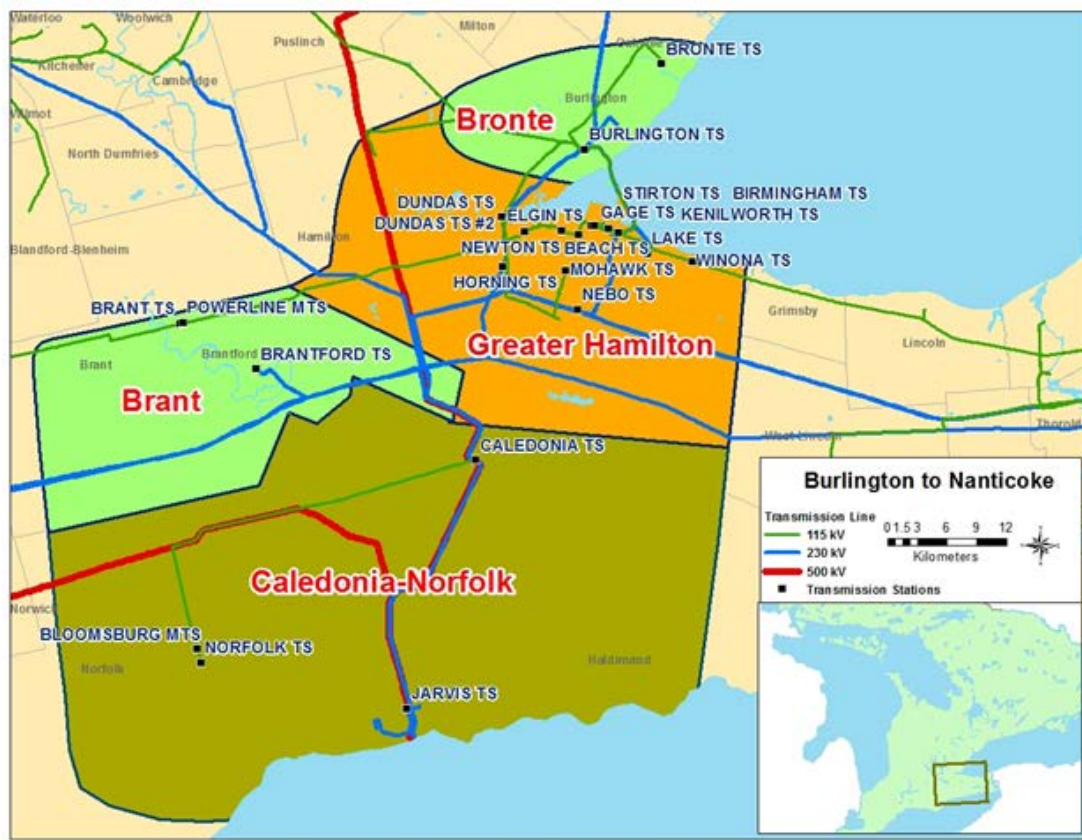 Waterloo
Woolwich
Puslinch
Milton
BRONTE TS
Kitchener
Cambridge
Burlington
Wilmot
Bronte
BURLINGTON TS
North Dumfries
STIRTON TS BIRMINGHAM TS
DUNDAS TS
ELGIN TS
GAGE TS
KENILWORTH TS
DUNDAS TS #2
Hamilton
LAKE TS
Blandford-Blenheim
NEWTON TS
BEACH TS
WINONA TS
MOHAWK TS
HORNING TS
NEBO TS
BRANT TS
POWERLINE MTS
Grimsby
Lincoln
Greater Hamilton
Brantford
BRANTFORD TS
Brant
Brant
Thorold
West Lincoln
CALEDONIA TS
Burlington to Nanticoke
Transmission Line
115 kV
230 kV
500 kV
Transmission Stations
0 1.5 3 6 9 12
Kilometers
Caledonia-Norfolk
Norwich
BLOOMSBURG MTS
NORFOLK TS
Norfolk
Haldimand
JARVIS TS